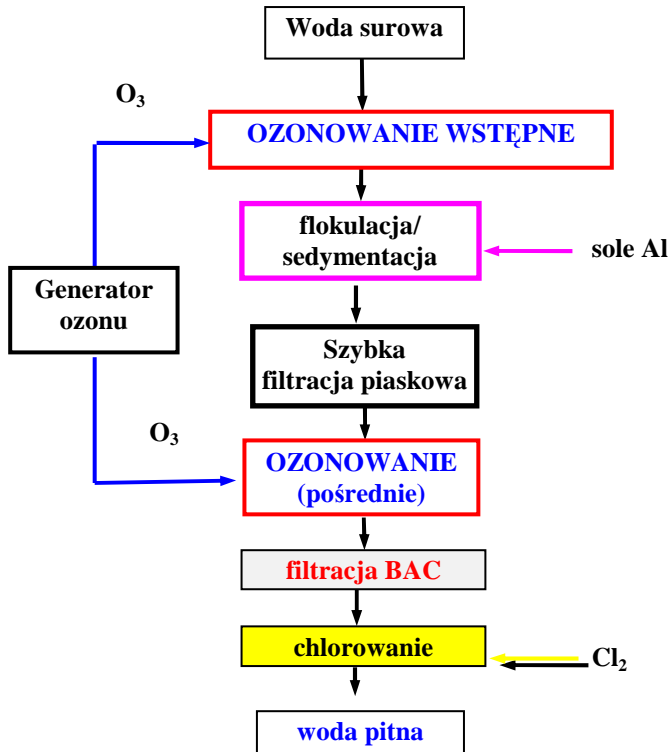 Woda surowa
O₃
OZONOWANIE WSTĘPNE
flokulacja/
sedymentacja
sole Al
Generator
ozonu
Szybka
filtracja piaskowa
O₃
OZONOWANIE
(pośrednie)
filtracja BAC
chlorowanie
Cl₂
woda pitna